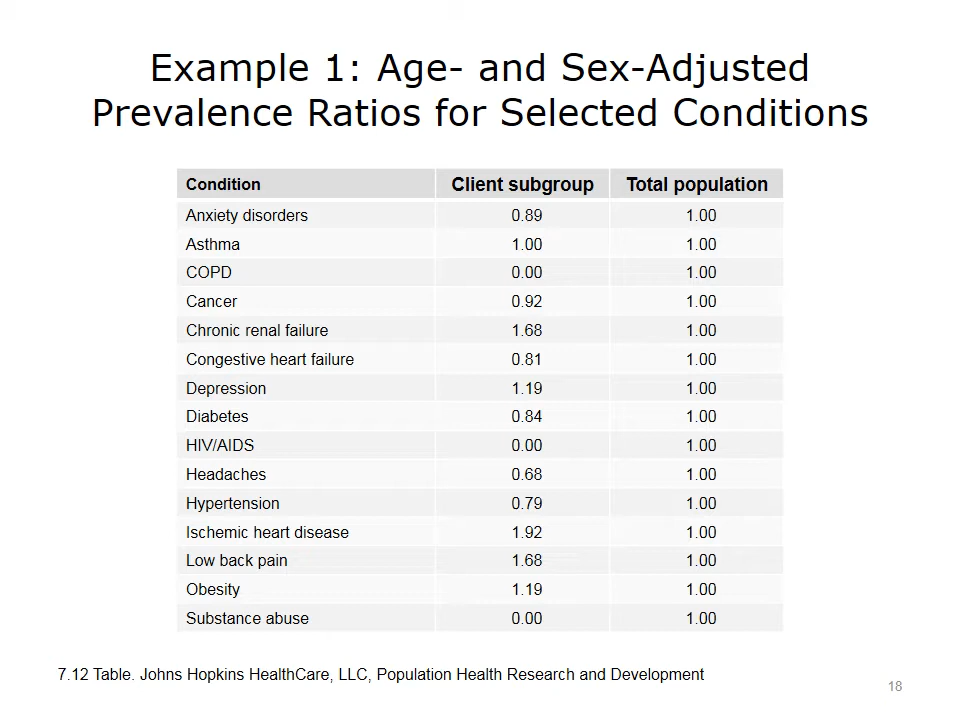 Example 1: Age- and Sex-Adjusted
Prevalence Ratios for Selected Conditions
Condition Client subgroup Total population
Anxiety disorders 0.89 1.00
Asthma 1.00 1.00
COPD 0.00 1.00
Cancer 0.92 1.00
Chronic renal failure 1.68 1.00
Congestive heart failure 0.81 1.00
Depression 1.19 1.00
Diabetes 0.84 1.00
HIV/AIDS 0.00 1.00
Headaches 0.68 1.00
Hypertension 0.79 1.00
Ischemic heart disease 1.92 1.00
Low back pain 1.68 1.00
Obesity 1.19 1.00
Substance abuse 0.00 1.00
7.12 Table. Johns Hopkins HealthCare, LLC, Population Health Research and Development
18